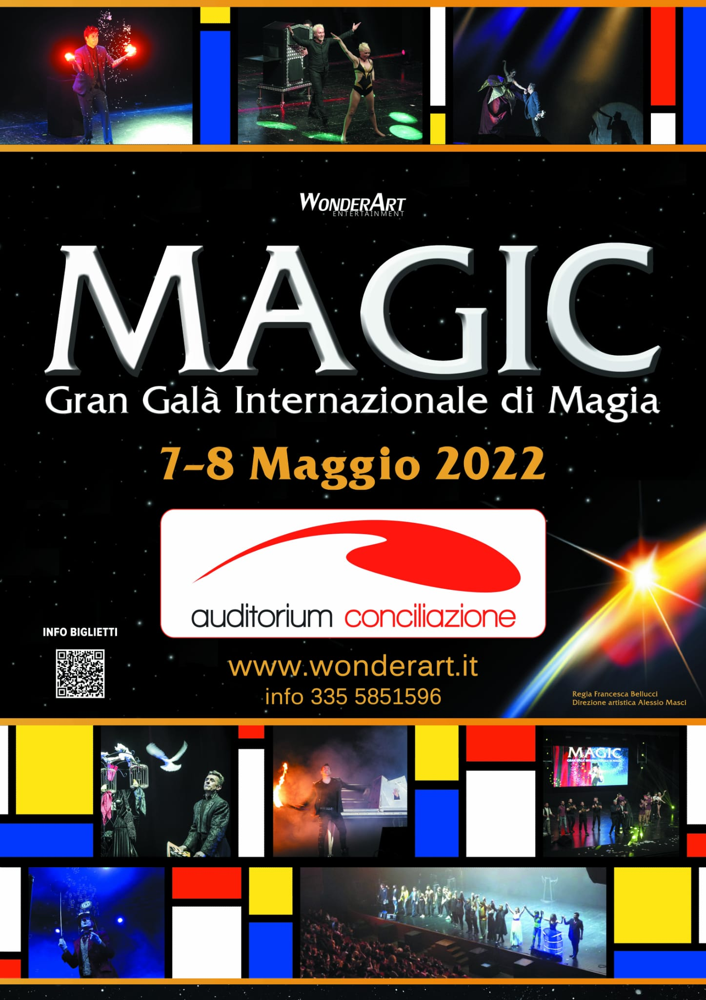 WONDERART
ENTERTAINMENT
MAGIC
Gran Galà Internazionale di Magia
7-8 Maggio 2022
auditorium conciliazione
INFO BIGLIETTI
www.wonderart.it
info 335 5851596
Regia Francesca Bellucci
Direzione artistica Alessio Masci
MAGIC
GRAN GALÀ INTERNAZIONALE DI MAGIA